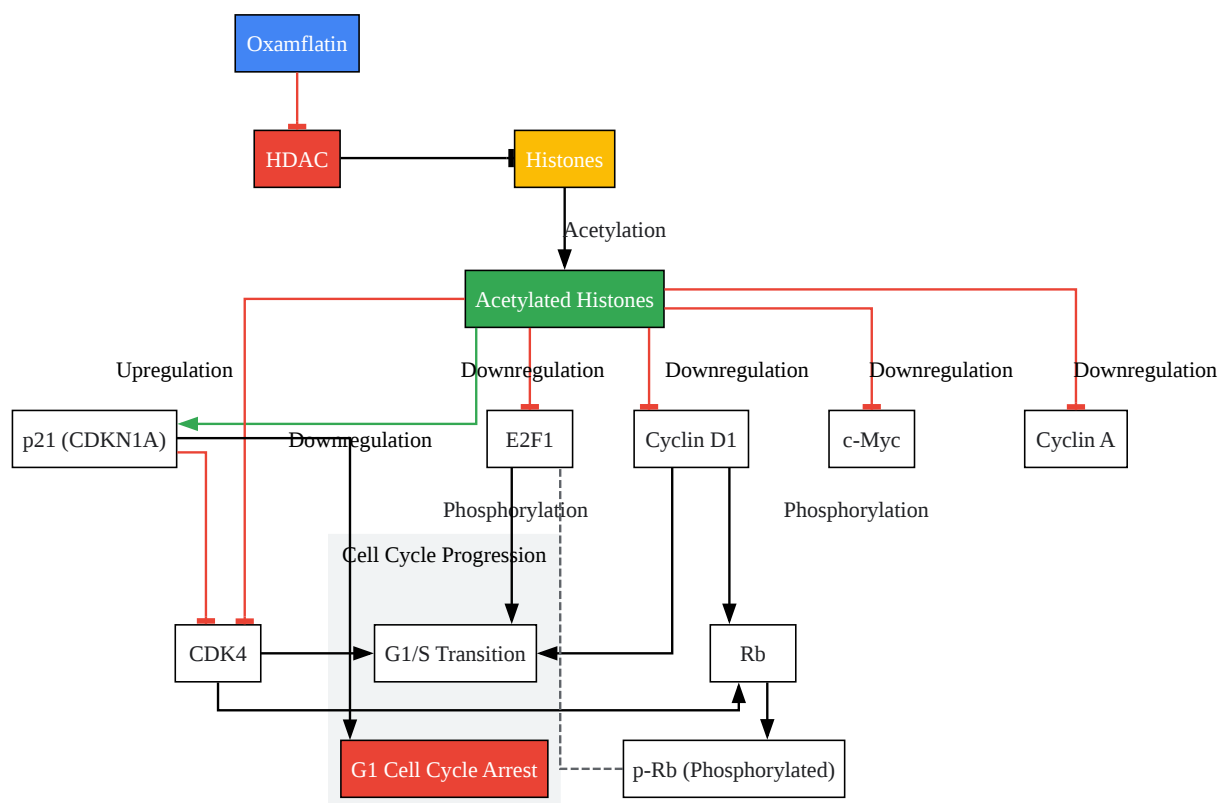 Oxamflatin
HDAC
Histones
Acetylation
Acetylated Histones
Upregulation
Downregulation
Downregulation
Downregulation
Downregulation
p21 (CDKN1A)
Downregulation
E2F1
Cyclin D1
c-Myc
Cyclin A
Phosphorylation
Phosphorylation
Cell Cycle Progression
CDK4
G1/S Transition
Rb
G1 Cell Cycle Arrest
p-Rb (Phosphorylated)